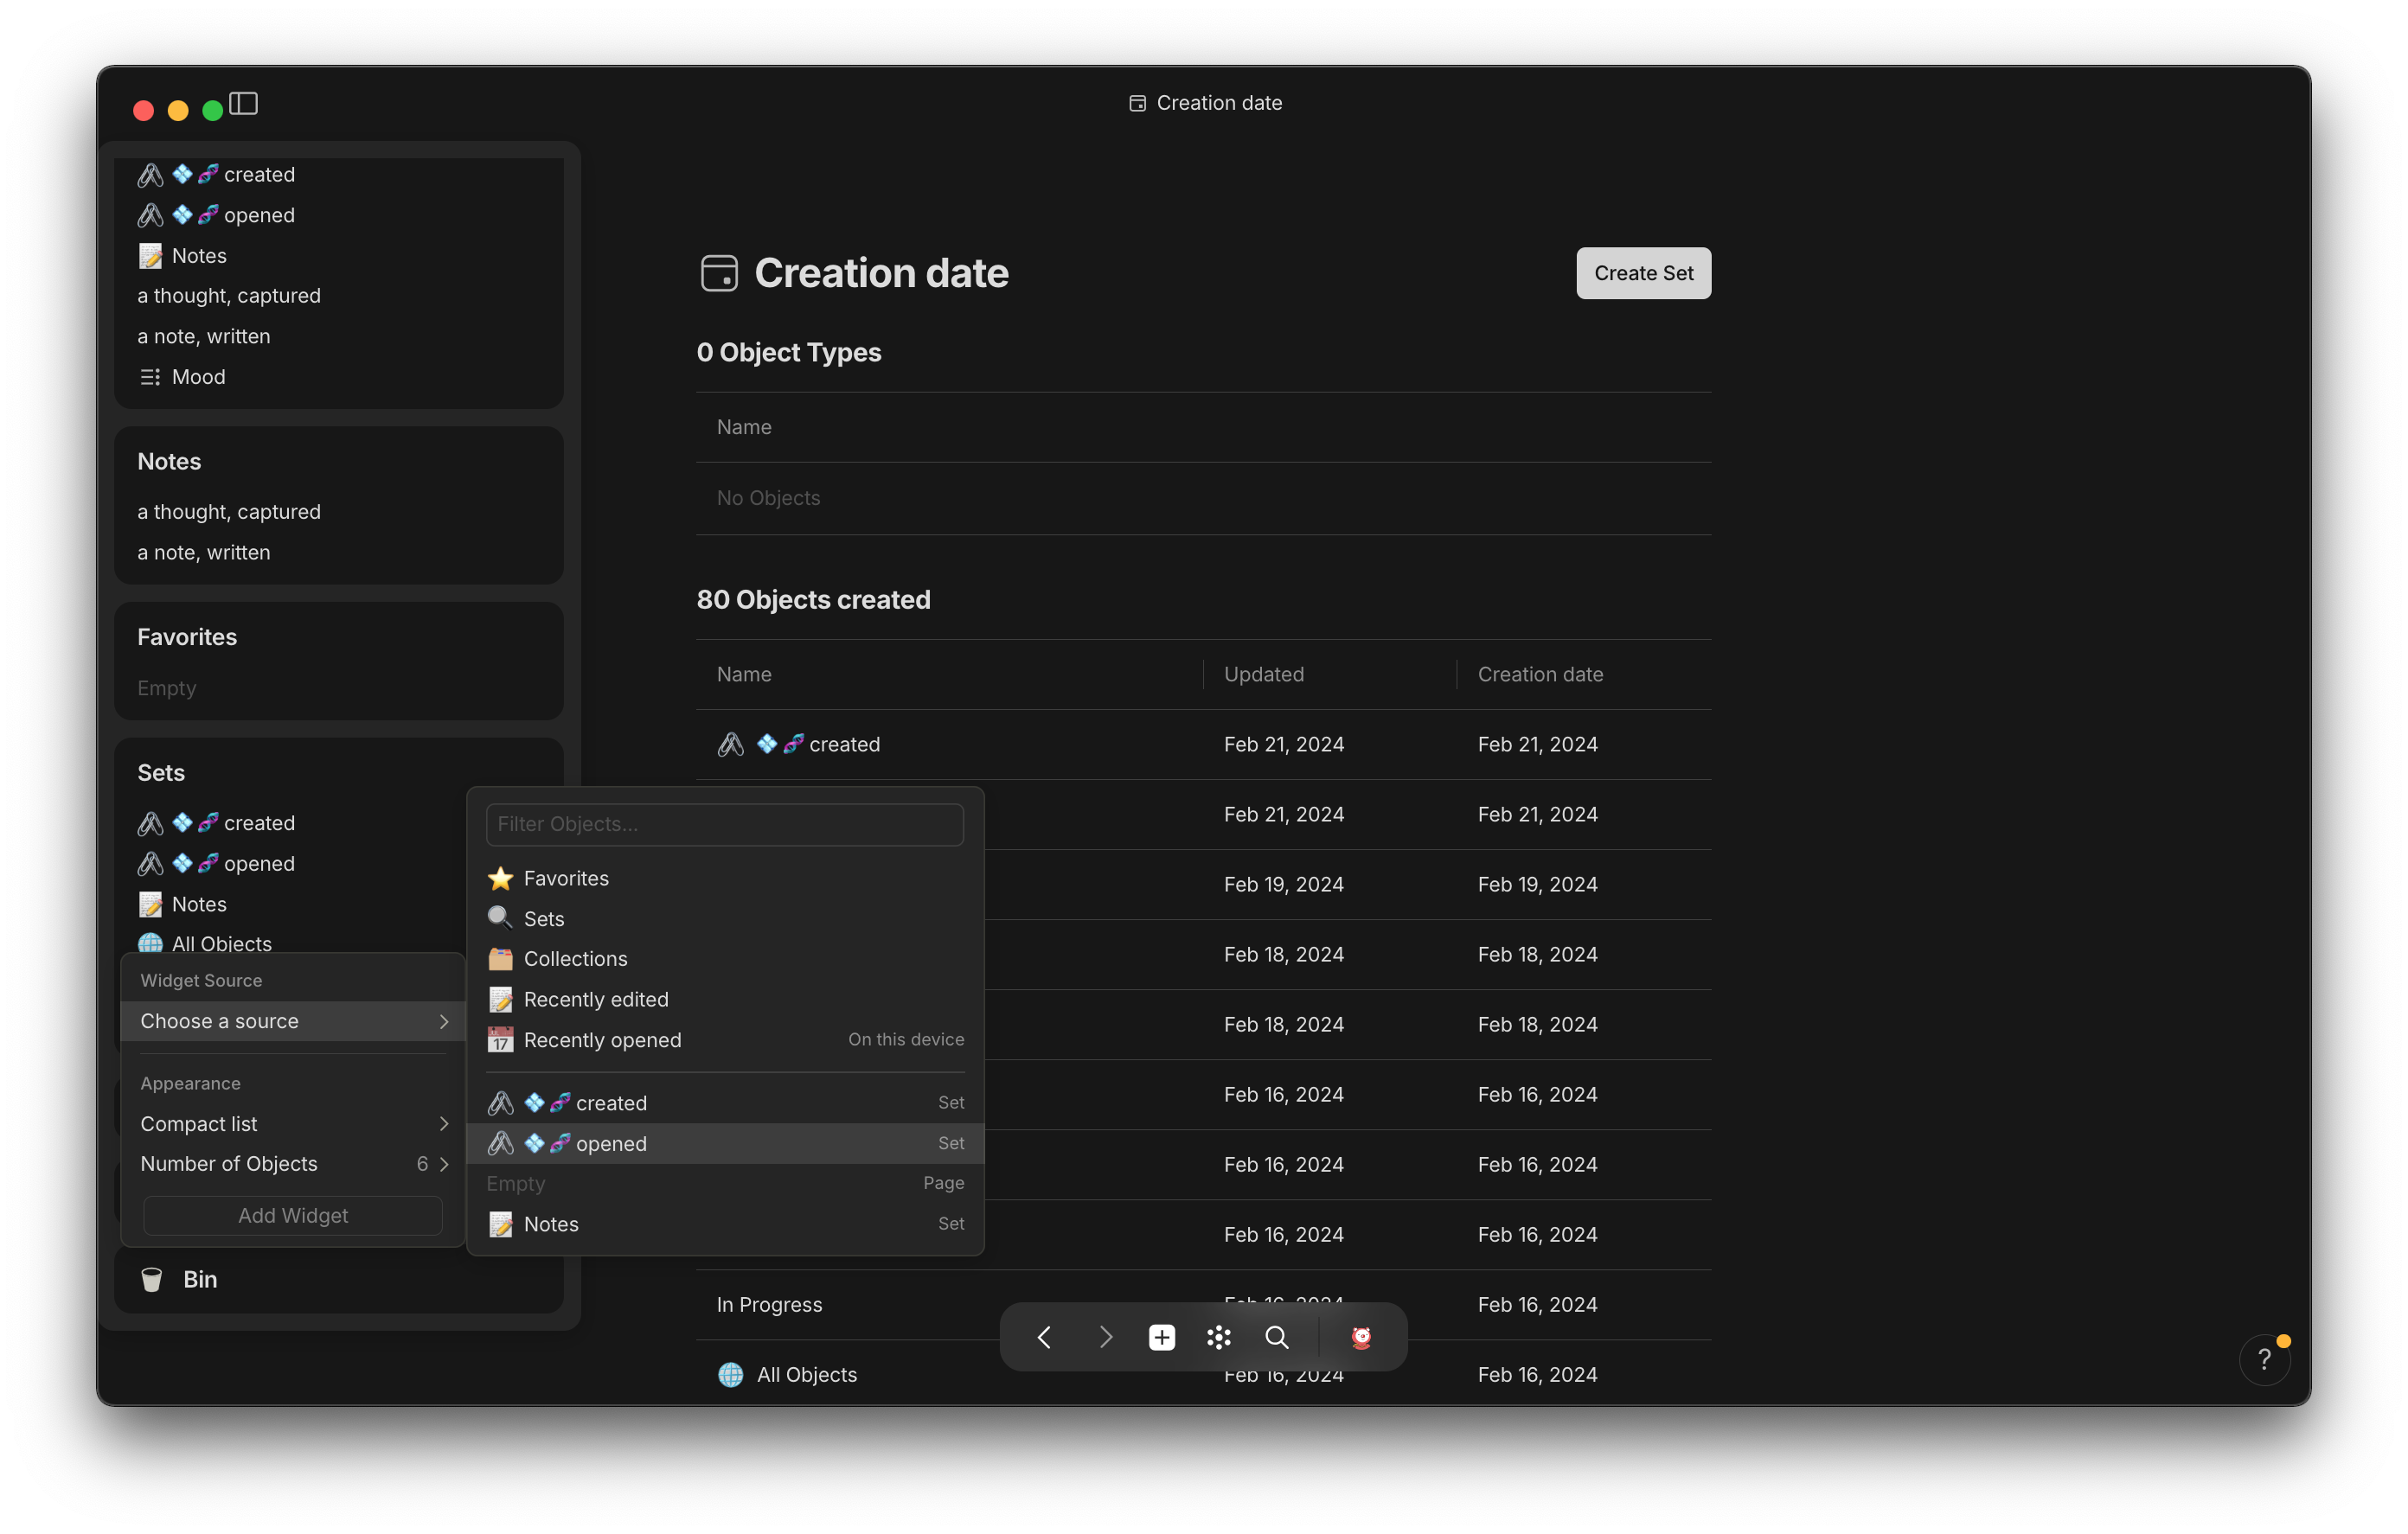 Creation date
created
opened
Notes
a thought, captured
a note, written
Mood
Notes
a thought, captured
a note, written
Favorites
Empty
Sets
created
opened
Notes
All Objects
Widget Source
Choose a source
Appearance
Compact list
Number of Objects 6
Add Widget
Bin
Filter Objects...
Favorites
Sets
Collections
Recently edited
17
Recently opened On this device
created Set
opened Set
Empty Page
Notes Set
Creation date
Create Set
0 Object Types
Name
No Objects
80 Objects created
Name Updated Creation date
created Feb 21, 2024 Feb 21, 2024
Feb 21, 2024 Feb 21, 2024
Feb 19, 2024 Feb 19, 2024
Feb 18, 2024 Feb 18, 2024
Feb 18, 2024 Feb 18, 2024
Feb 16, 2024 Feb 16, 2024
Feb 16, 2024 Feb 16, 2024
Feb 16, 2024 Feb 16, 2024
In Progress Feb 16, 2024 Feb 16, 2024
All Objects Feb 16, 2024 Feb 16, 2024
?